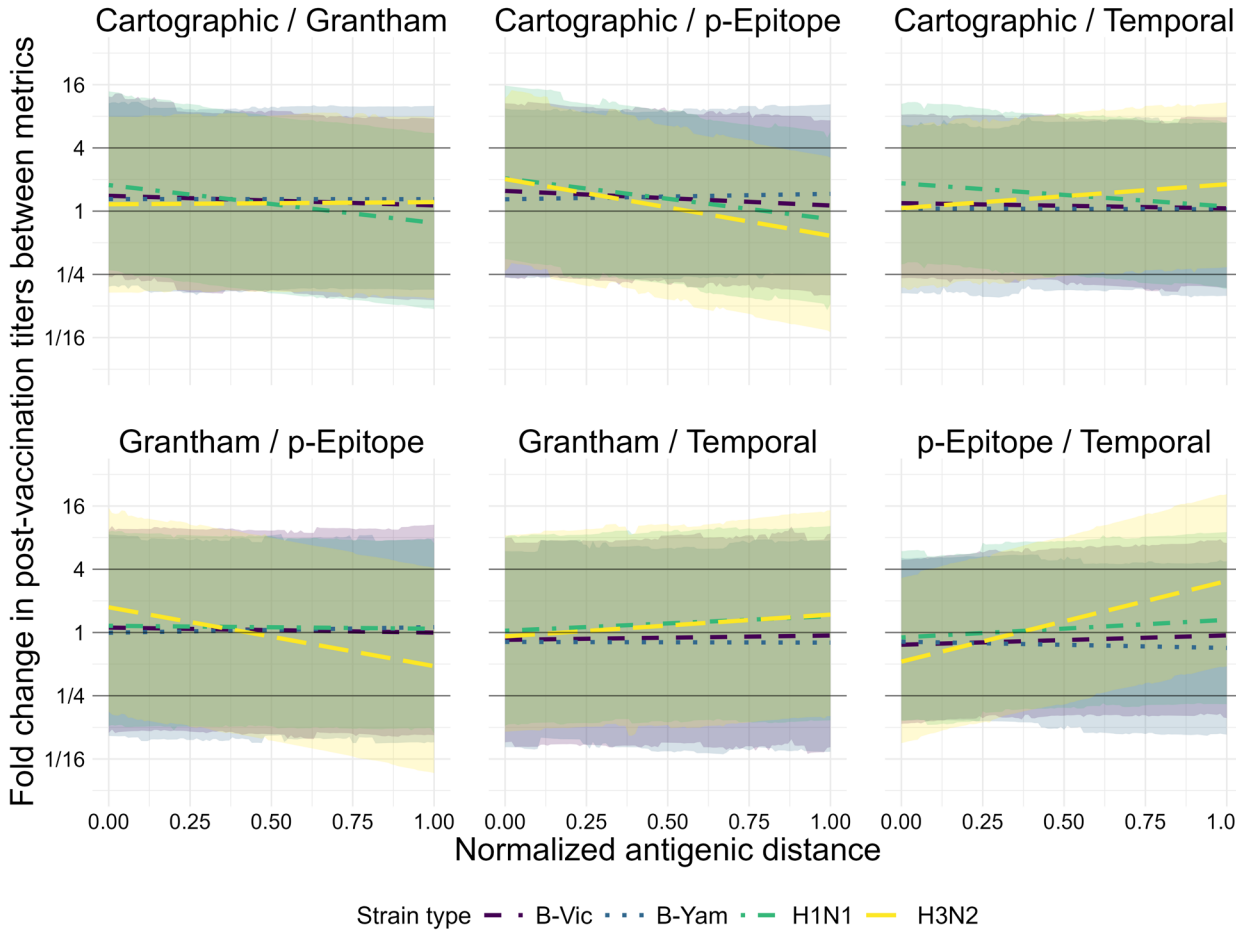 Cartographic / Grantham
Cartographic / p-Epitope
Cartographic / Temporal
Fold change in post-vaccination titers between metrics
16
4
1
1/4
1/16
Grantham / p-Epitope
Grantham / Temporal
p-Epitope / Temporal
16
4
1
1/4
1/16
0.00 0.25 0.50 0.75 1.00
0.00 0.25 0.50 0.75 1.00
0.00 0.25 0.50 0.75 1.0
Normalized antigenic distance
Strain type B-Vic B-Yam H1N1 H3N2